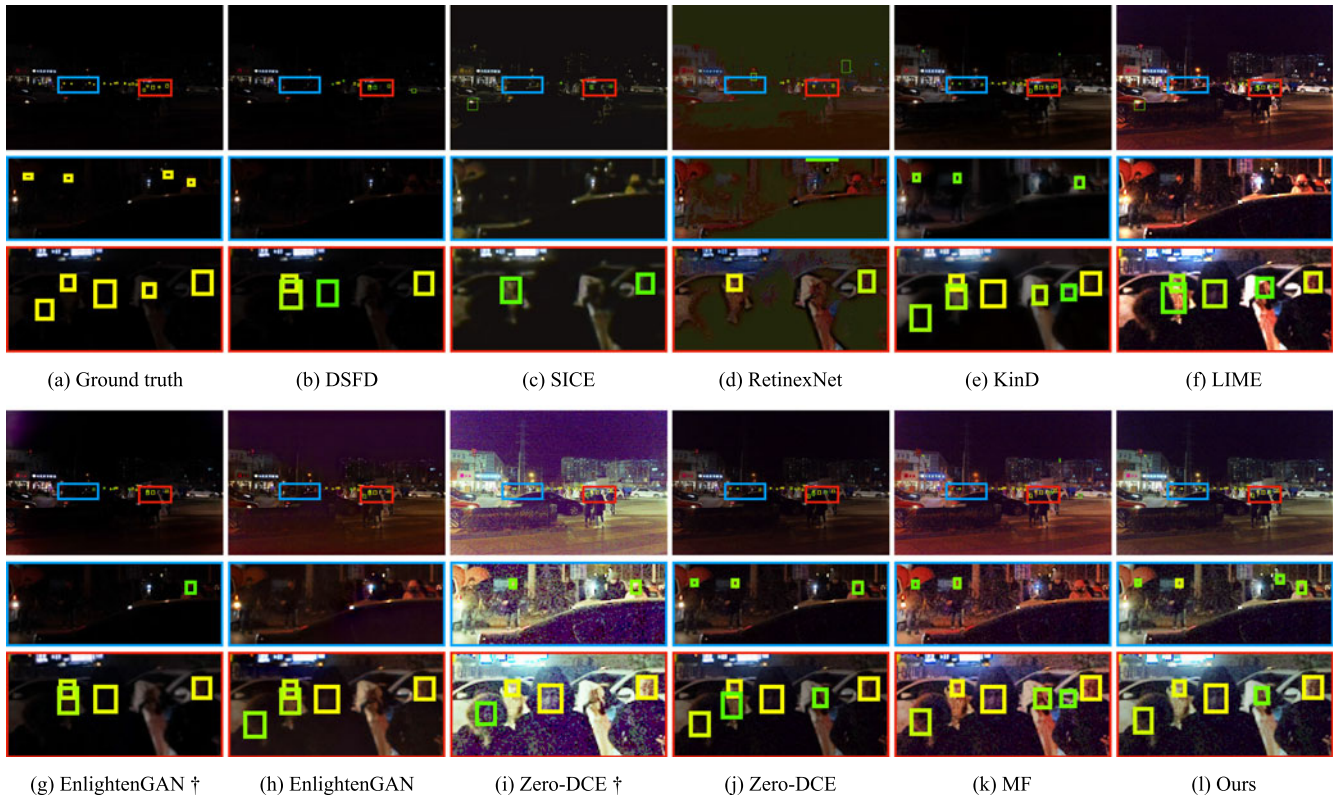 (a) Ground truth
(b) DSFD
(c) SICE
(d) RetinexNet
(e) KinD
(f) LIME
(g) EnlightenGAN †
(h) EnlightenGAN
(i) Zero-DCE †
(j) Zero-DCE
(k) MF
(l) Ours